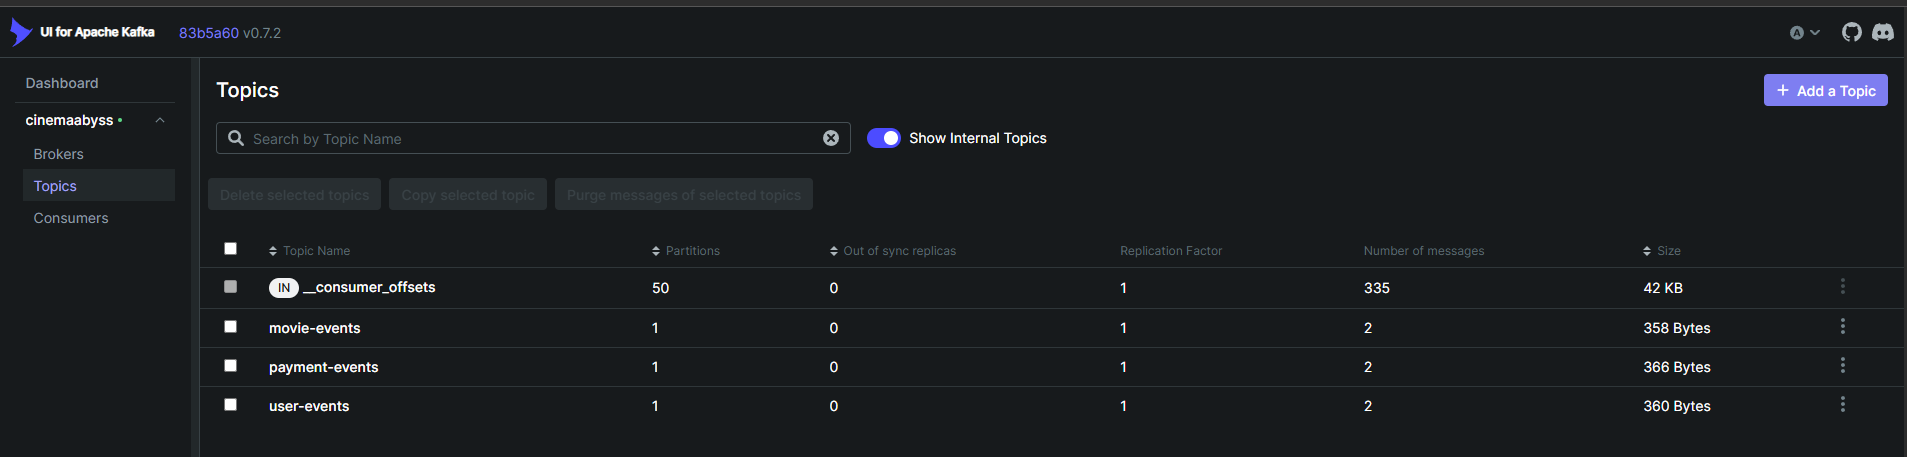 UI for Apache Kafka 83b5a60 v0.7.2 A
Dashboard
cinemaabyss
Brokers
Topics
Consumers
Topics
+ Add a Topic
Search by Topic Name
Show Internal Topics
Delete selected topics Copy selected topic Purge messages of selected topics
Topic Name Partitions Out of sync replicas Replication Factor Number of messages Size
IN __consumer_offsets 50 0 1 335 42 KB
movie-events 1 0 1 2 358 Bytes
payment-events 1 0 1 2 366 Bytes
user-events 1 0 1 2 360 Bytes